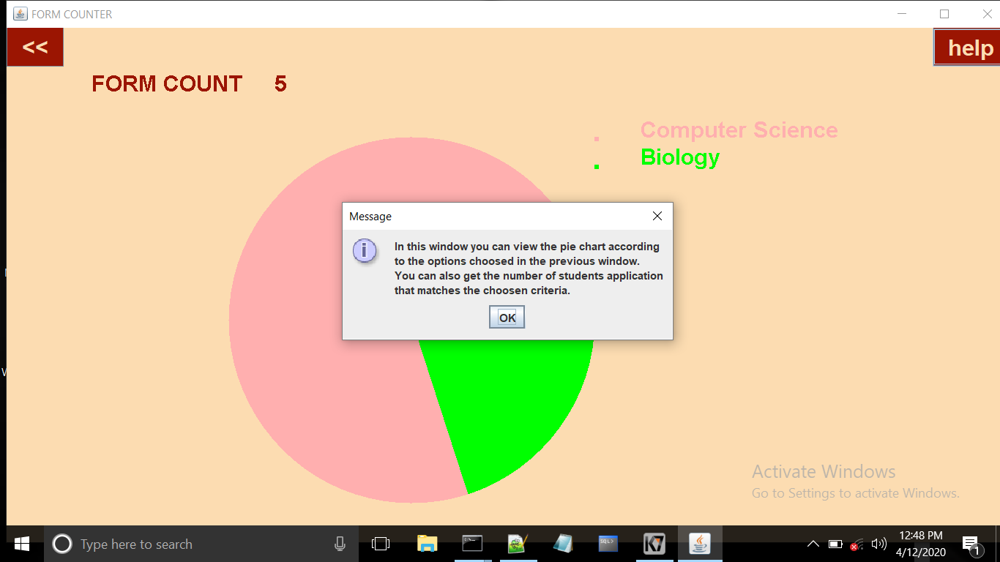 FORM COUNTER
<<
help
FORM COUNT 5
Computer Science
Biology
Message
In this window you can view the pie chart according
to the options choosed in the previous window.
You can also get the number of students application
that matches the choosen criteria.
OK
Activate Windows
Go to Settings to activate Windows.
Type here to search
SQL>
12:48 PM
4/12/2020
1